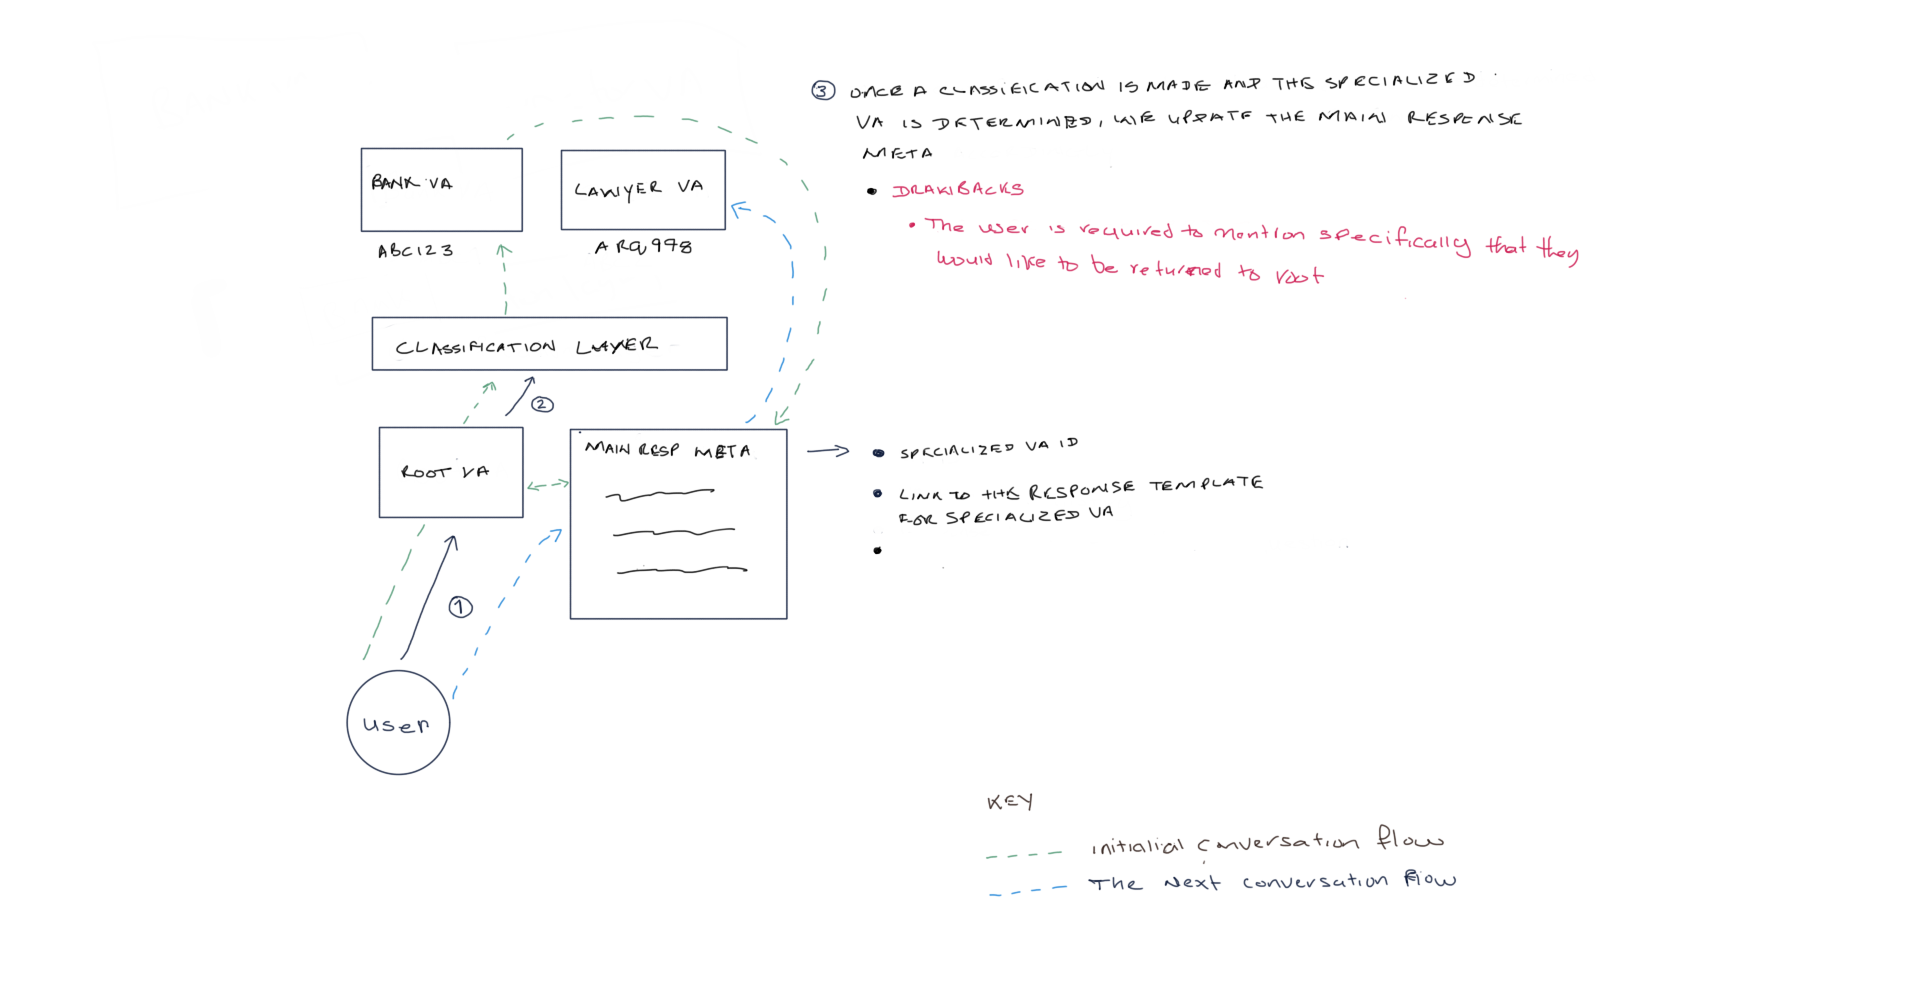 ③ ONCE A CLASSIFICATION IS MADE AND THE SPECIALIZED
VA IS DETERMINED, WE UPDATE THE MAIN RESPENSE
META
• DRAWBACKS
• The user is required to mention specifically that they
would like to be returned to root
BANK VA
LAWYER VA
ABC123
ARQ998
CLASSIFICATION LAYER
②
ROOT VA
MAIN RESP META
• SPECIALIZED VA ID
• LINK TO THE RESPONSE TEMPLATE
FOR SPECIALIZED VA
•
①
user
KEY
initialial conversation flow
The Next conversation flow